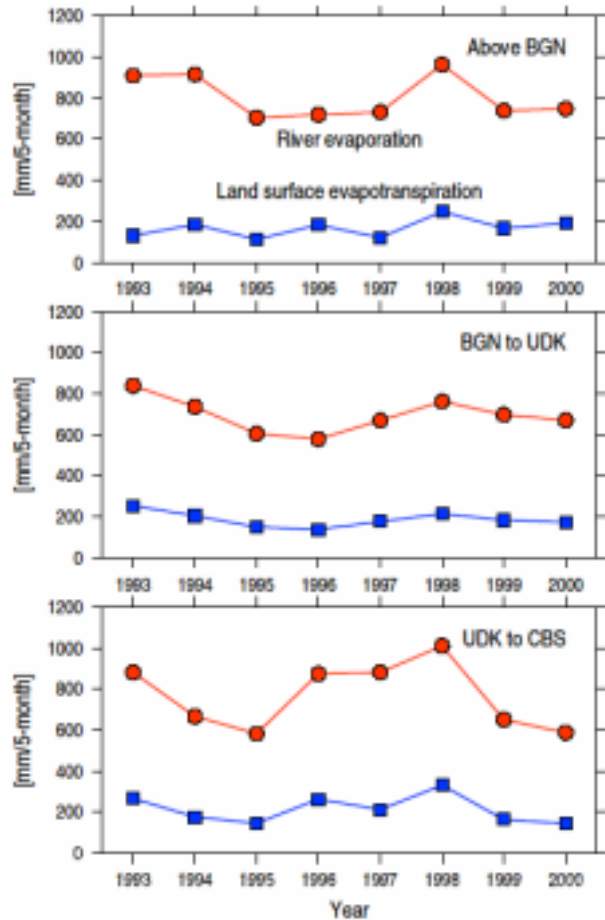 1200
Above BGN
1000
800
600
River evaporation
400
Land surface evapotranspiration
200
0
[mm/5-month]
1993 1994 1995 1996 1997 1998 1999 2000
1200
BGN to UDK
1000
800
600
400
200
0
[mm/5-month]
1993 1994 1995 1996 1997 1998 1999 2000
1200
UDK to CBS
1000
800
600
400
200
0
[mm/5-month]
1993 1994 1995 1996 1997 1998 1999 2000
Year